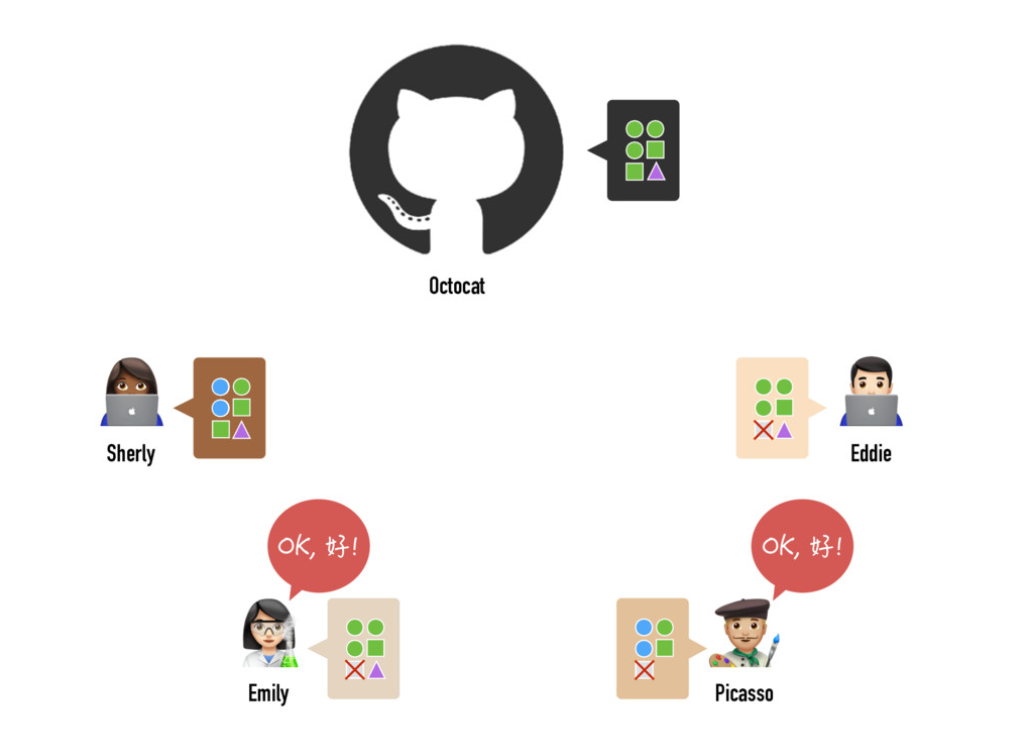 Octocat
Sherly
Eddie
OK, 好!
OK, 好!
Emily
Picasso